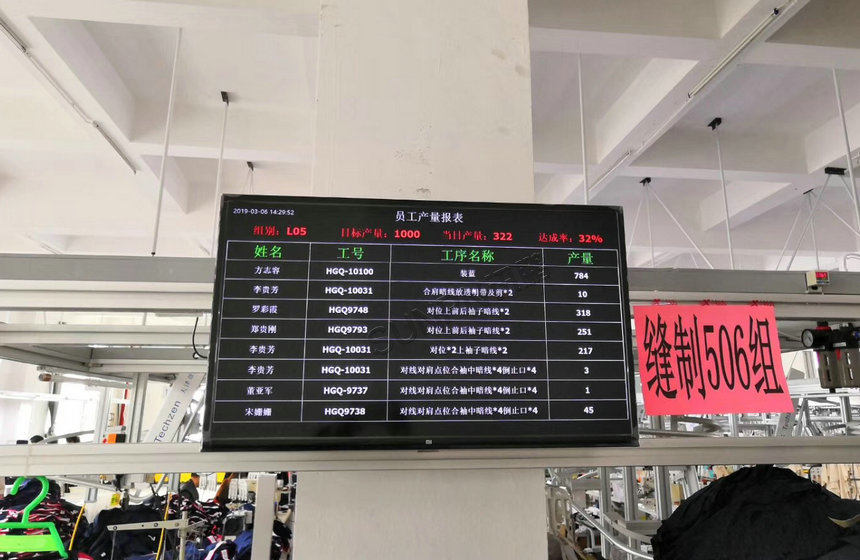 2019-03-06 14:29:52
员工产量报表
组别: L05 目标产量: 1000 当日产量: 322 达成率: 32%
姓名 工号 工序名称 产量
方志容 HGQ-10100 装蓝 784
李贵芳 HGQ-10031 合肩暗线放透明带及剪*2 10
罗彩霞 HGQ9748 对位上前后袖子暗线*2 318
郑贵刚 HGQ9793 对位上前后袖子暗线*2 251
李贵芳 HGQ-10031 对位*2上袖子暗线*2 217
李贵芳 HGQ-10031 对线对肩点位合袖中暗线*4倒止口*4 3
董亚军 HGQ-9737 对线对肩点位合袖中暗线*4倒止口*4 1
宋姗姗 HGQ9738 对线对肩点位合袖中暗线*4倒止口*4 45
缝制506组
Techzen
mi